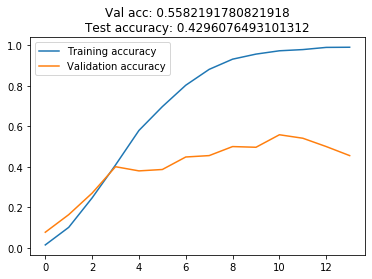 Val acc: 0.5582191780821918
Test accuracy: 0.4296076493101312
Training accuracy
Validation accuracy
1.0
0.8
0.6
0.4
0.2
0.0
0 2 4 6 8 10 12